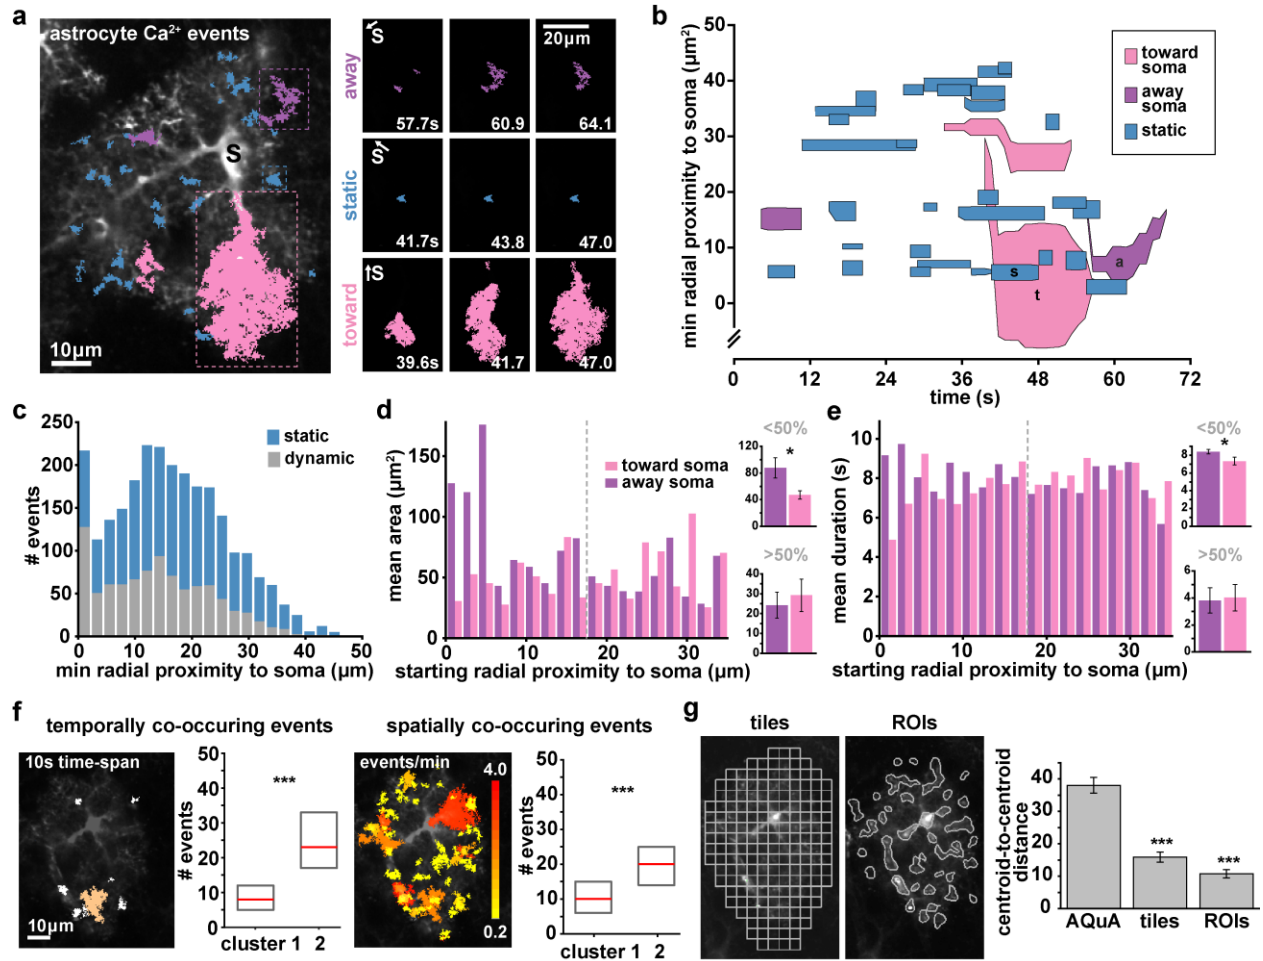 a
astrocyte Ca²⁺ events
S
10µm
away
S
20µm
57.7s
60.9
64.1
static
S
41.7s
43.8
47.0
toward
S
39.6s
41.7
47.0
b
min radial proximity to soma (µm²)
50
40
30
20
10
0
toward
soma
away
soma
static
s
t
a
0
12
24
36
48
60
72
time (s)
c
# events
250
200
150
100
50
0
static
dynamic
0
10
20
30
40
50
min radial proximity to soma (µm)
d
mean area (µm²)
150
100
50
0
toward soma
away soma
0
10
20
30
starting radial proximity to soma (µm)
<50%
120
80
40
0
*
>50%
40
30
20
10
0
e
mean duration (s)
10
8
6
4
2
0
0
10
20
30
starting radial proximity to soma (µm)
<50%
8
6
4
2
0
*
>50%
6
4
2
0
f
temporally co-occuring events
10s time-span
10µm
# events
50
40
30
20
10
0
***
cluster 1
2
spatially co-occuring events
events/min
4.0
0.2
# events
50
40
30
20
10
0
***
cluster 1
2
g
tiles
ROIs
centroid-to-centroid
distance
40
30
20
10
0
***
***
AQuA
tiles
ROIs